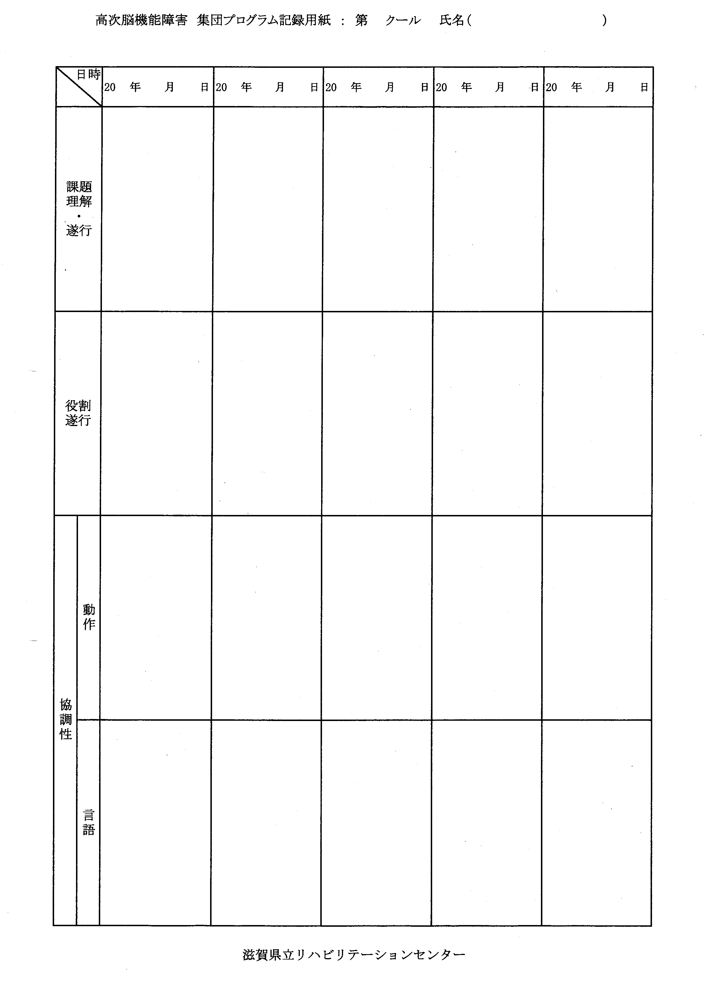 高次脳機能障害 集団プログラム記録用紙 : 第 クール 氏名( )
日時
20 年 月 日 20 年 月 日 20 年 月 日 20 年 月 日 20 年 月 日
課題
理解
・
遂行
役割
遂行
協調性
動作
言語
滋賀県立リハビリテーションセンター